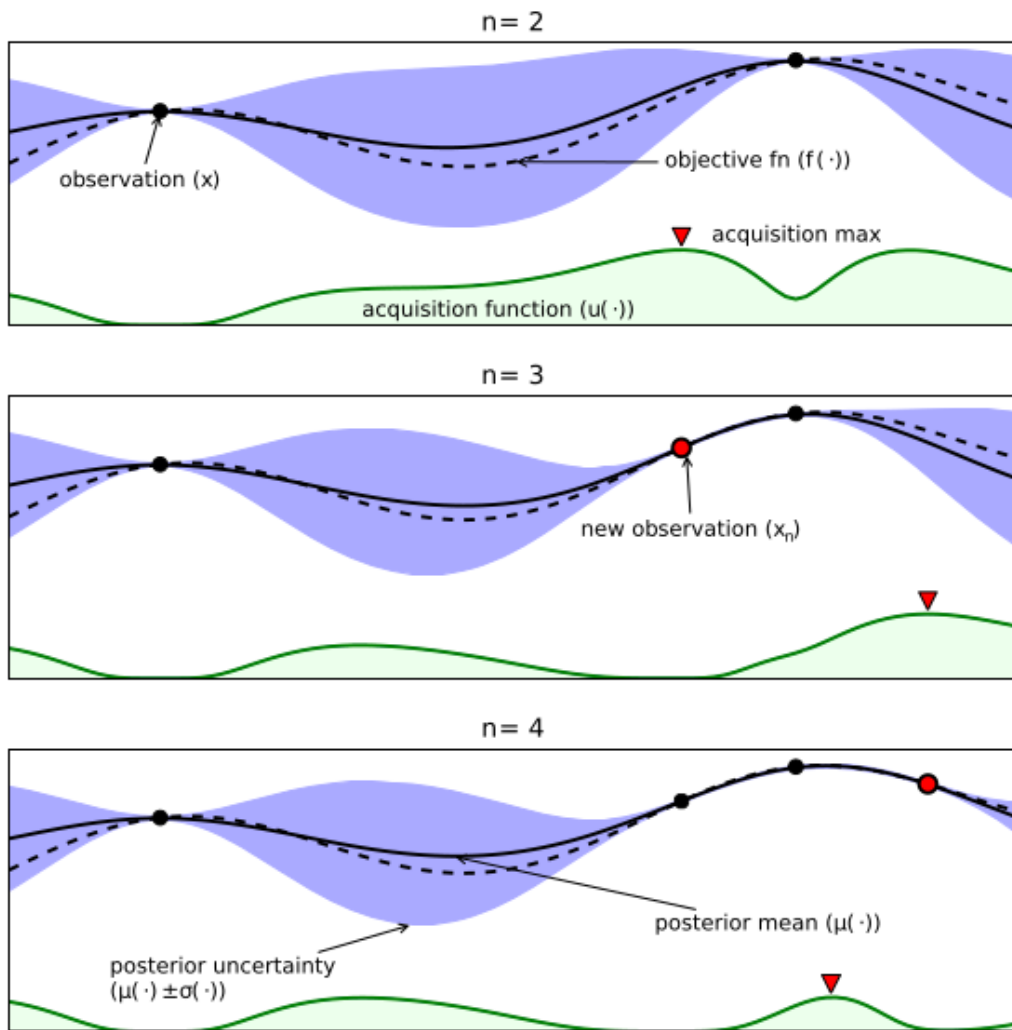 n= 2
observation (x)
objective fn (f(·))
acquisition max
acquisition function (u(·))
n= 3
new observation (xₙ)
n= 4
posterior mean (μ(·))
posterior uncertainty
(μ(·) ±σ(·))